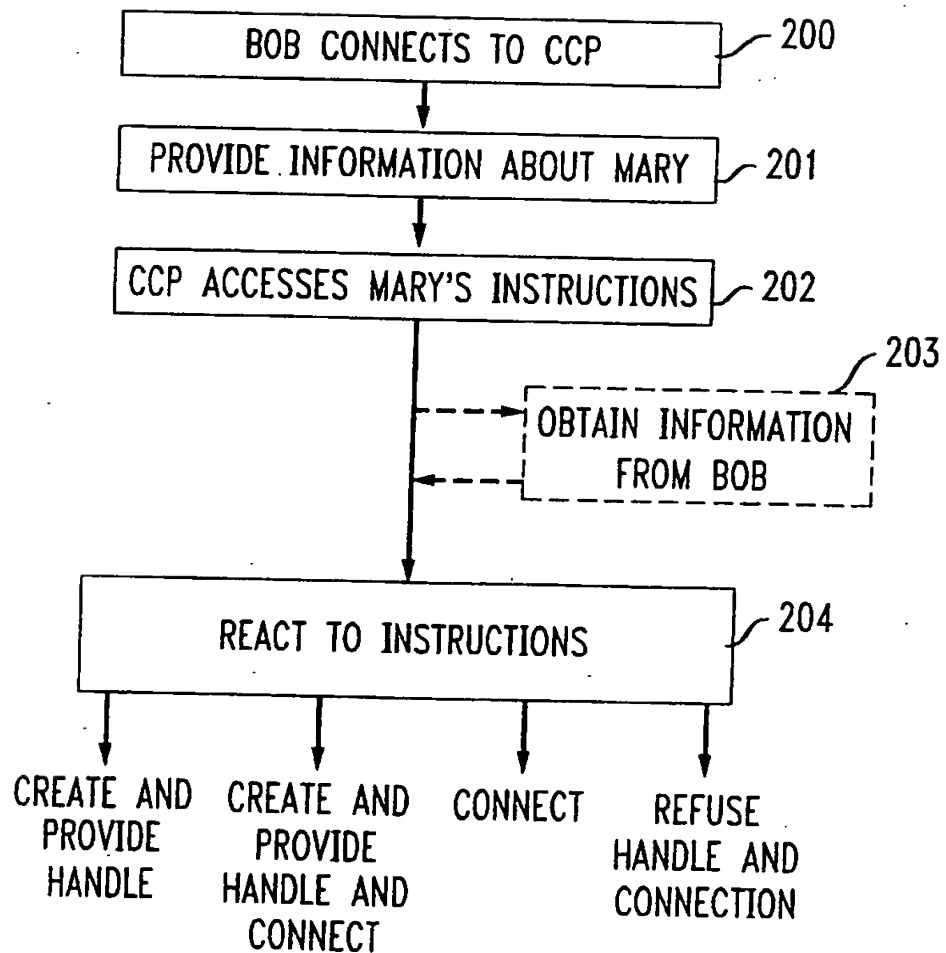 BOB CONNECTS TO CCP
200
PROVIDE INFORMATION ABOUT MARY
201
CCP ACCESSES MARY'S INSTRUCTIONS
202
203
OBTAIN INFORMATION
FROM BOB
REACT TO INSTRUCTIONS
204
CREATE AND
PROVIDE
HANDLE
CREATE AND
PROVIDE
HANDLE AND
CONNECT
CONNECT
REFUSE
HANDLE AND
CONNECTION